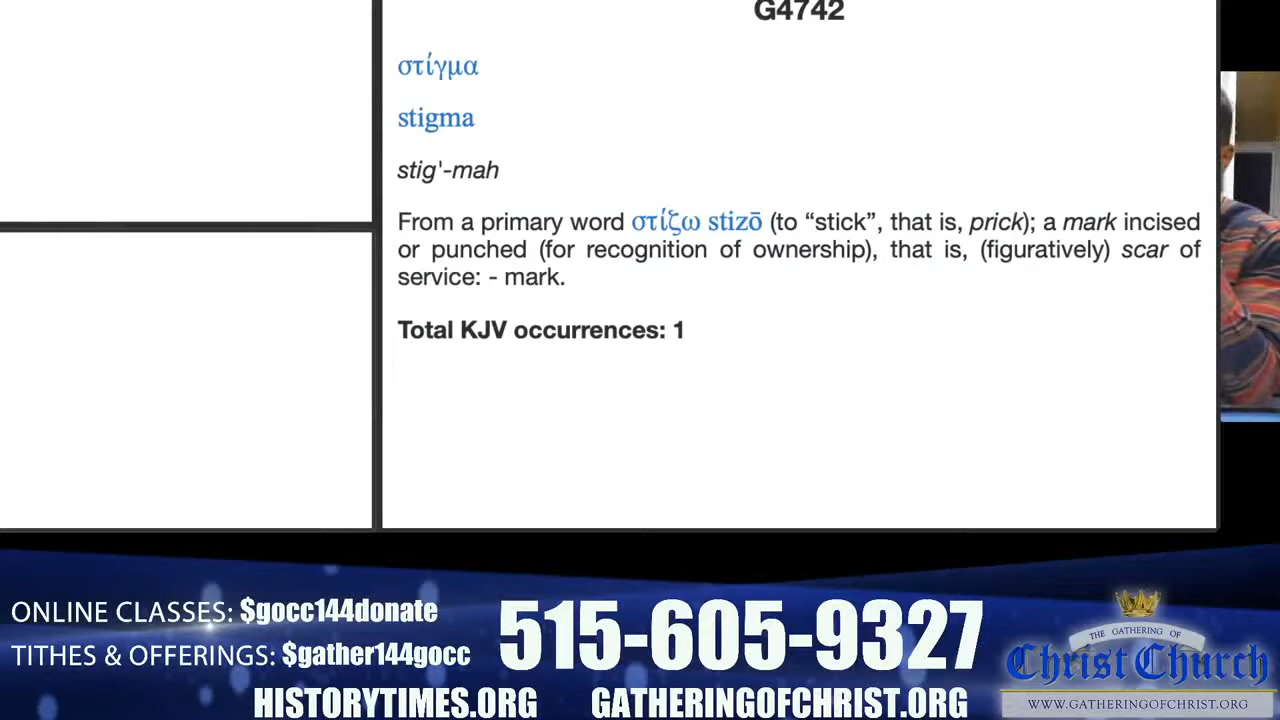 G4742
στίγμα
stigma
stig'-mah
From a primary word στίζω stizō (to “stick”, that is, prick); a mark incised
or punched (for recognition of ownership), that is, (figuratively) scar of
service: - mark.
Total KJV occurrences: 1
ONLINE CLASSES: $gocc144donate
TITHES & OFFERINGS: $gather144gocc
515-605-9327
HISTORYTIMES.ORG GATHERINGOFCHRIST.ORG
THE GATHERING OF
Christ Church
WWW.GATHERINGOFCHRIST.ORG